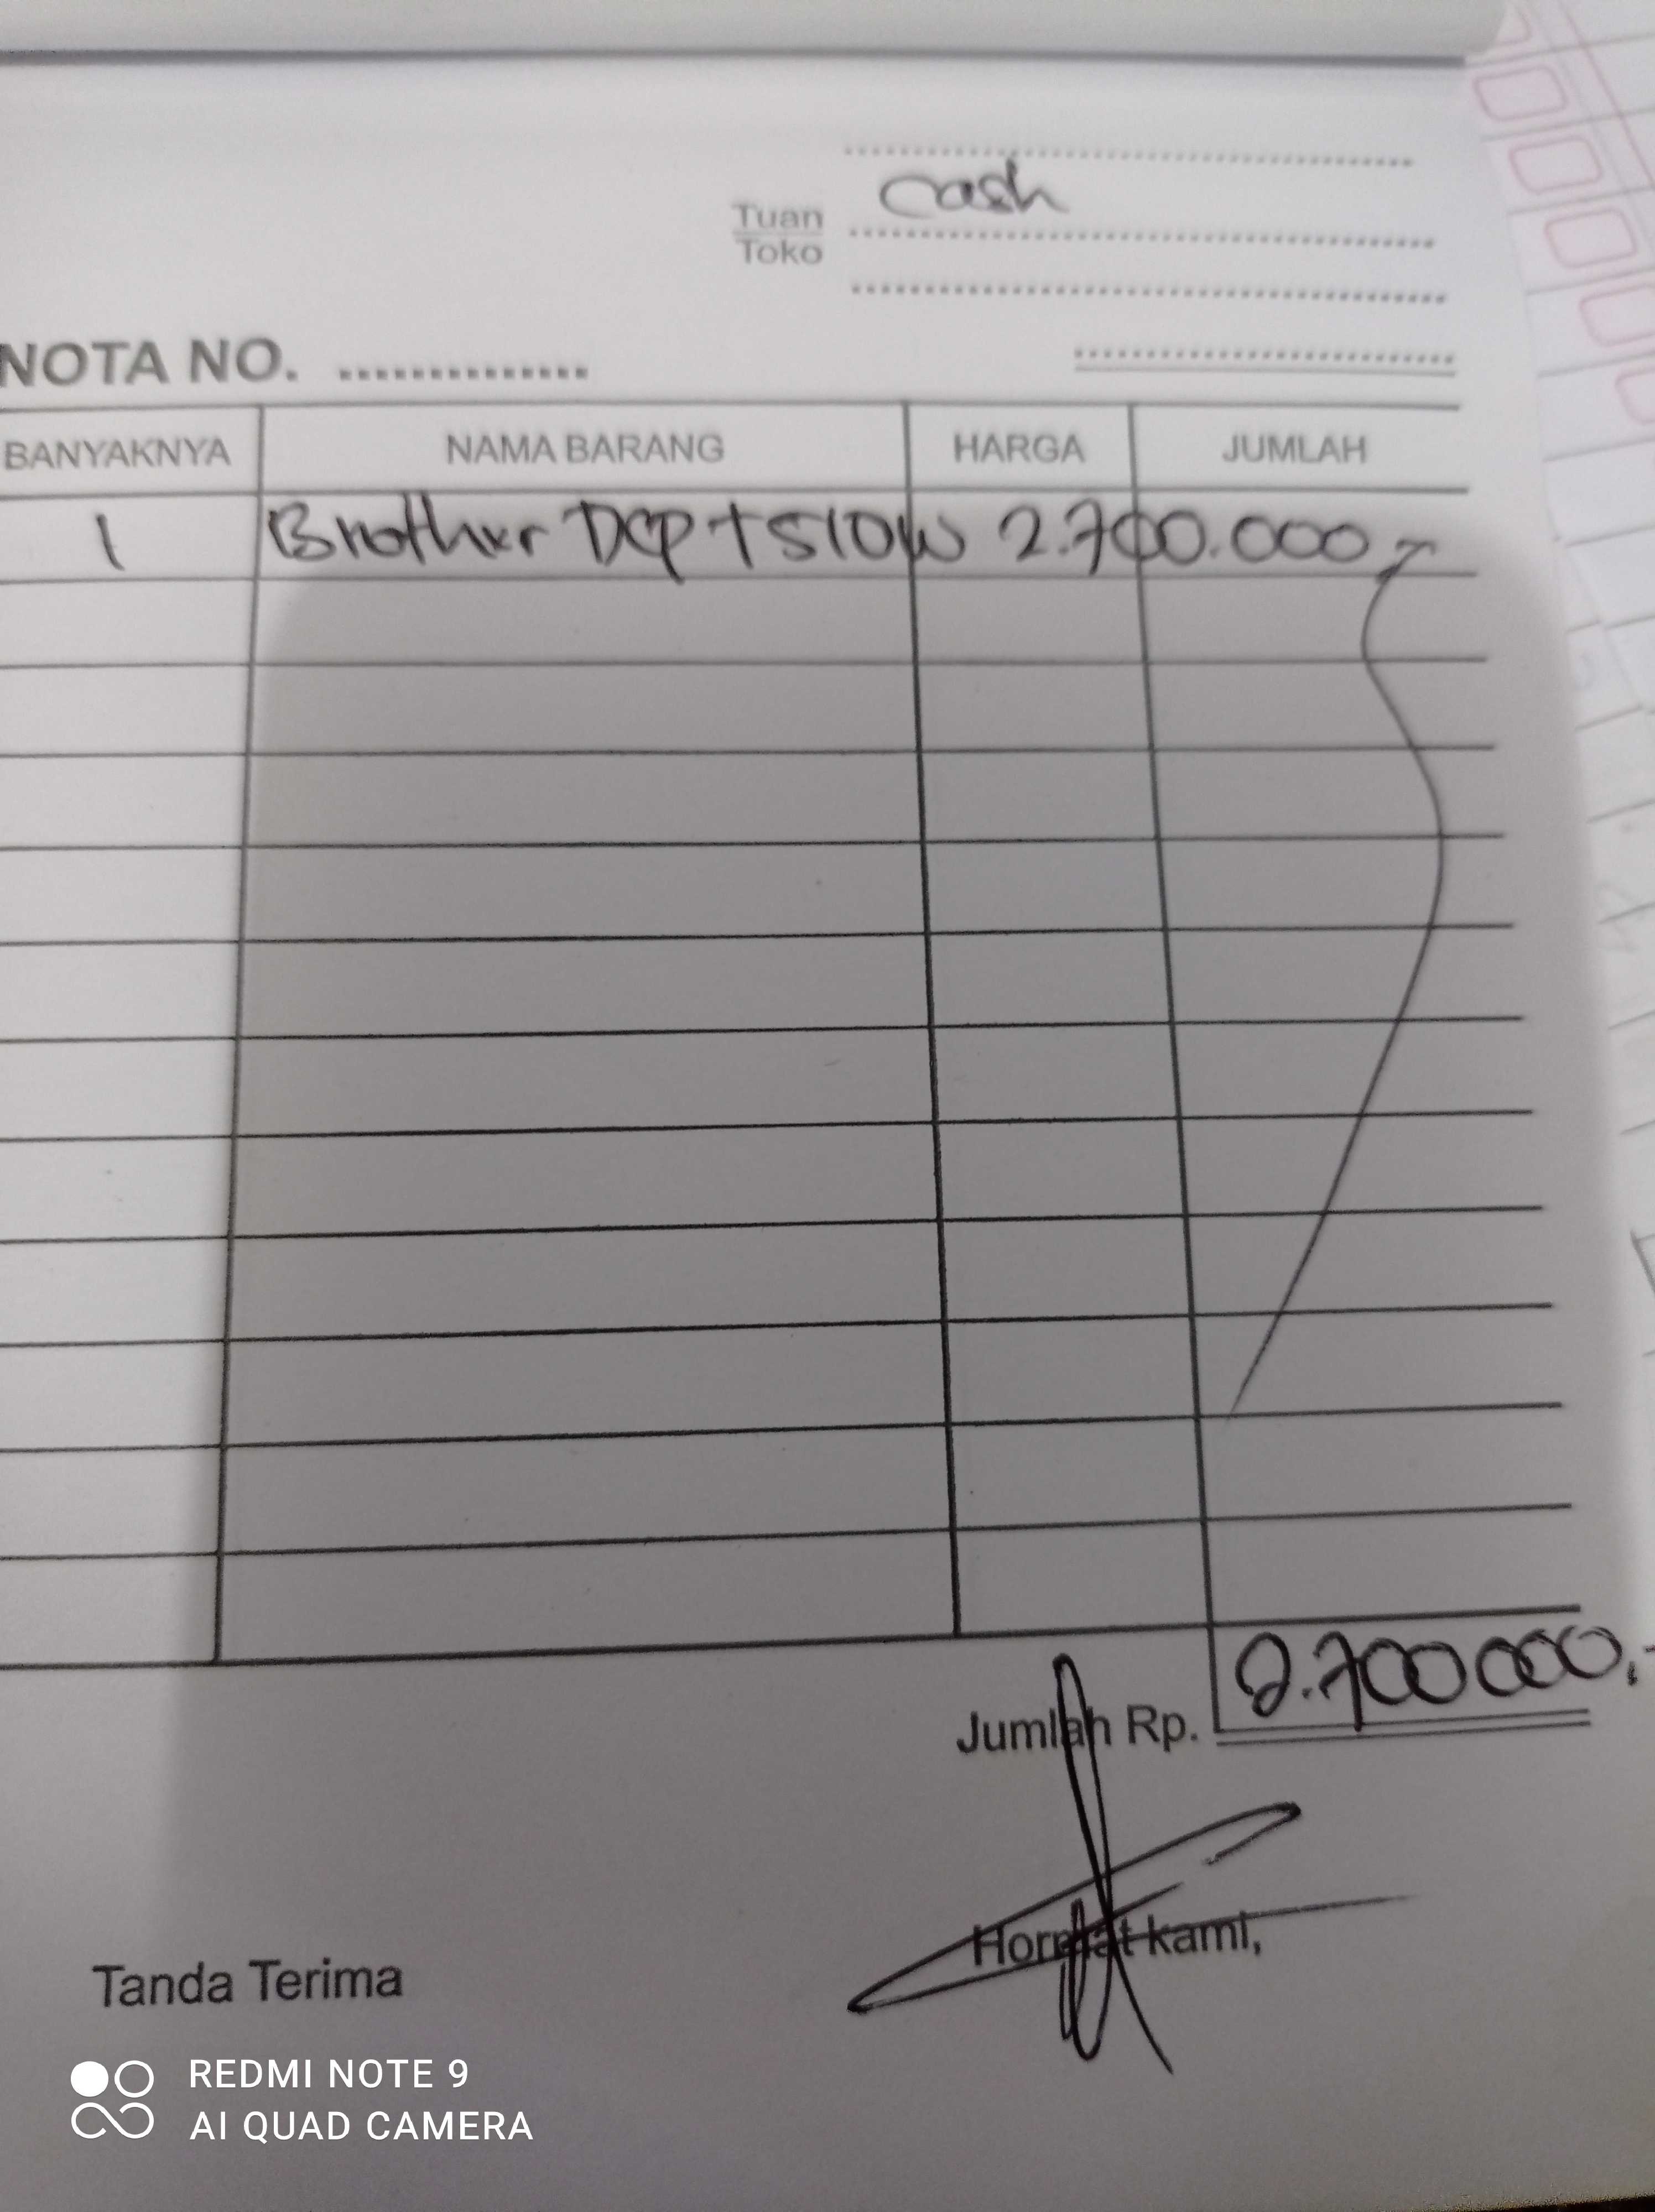 cash
Tuan
Toko
NOTA NO. ..............
BANYAKNYA NAMA BARANG HARGA JUMLAH
1 Brother DCP T510W 2.700.000,-
Jumlah Rp. 2.700 000,-
Tanda Terima Hormat kami,
REDMI NOTE 9
AI QUAD CAMERA